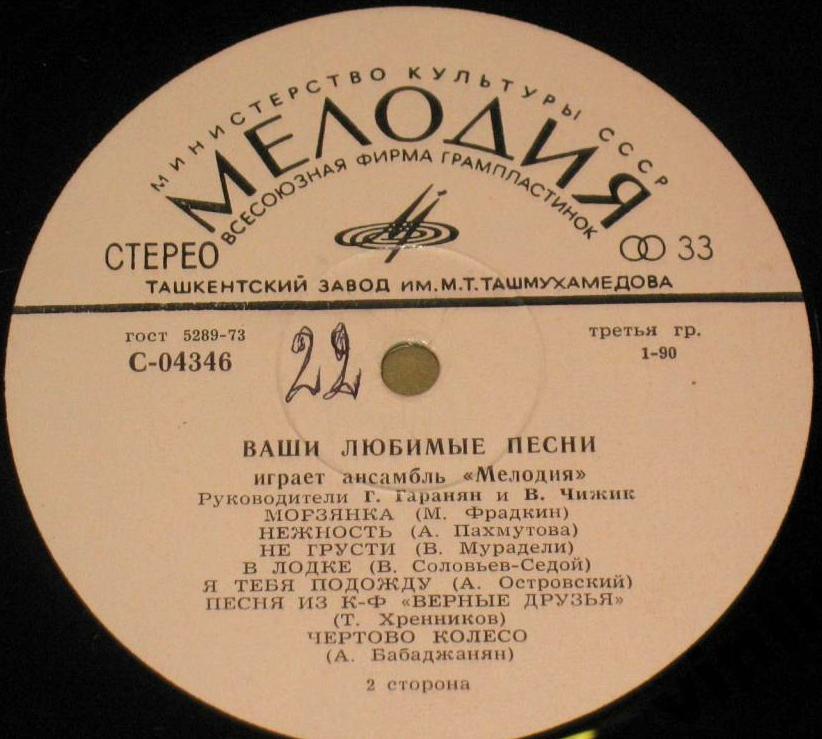 МИНИСТЕРСТВО КУЛЬТУРЫ СССР
МЕЛОДИЯ
ВСЕСОЮЗНАЯ ФИРМА ГРАМПЛАСТИНОК
СТЕРЕО
33
ТАШКЕНТСКИЙ ЗАВОД ИМ.М.Т.ТАШМУХАМЕДОВА
гост 5289-73
третья гр.
С-04346
1-90
22
ВАШИ ЛЮБИМЫЕ ПЕСНИ
играет ансамбль «Мелодия»
Руководители Г. Гаранян и В. Чижик
МОРЗЯНКА (М. Фрадкин)
НЕЖНОСТЬ (А. Пахмутова)
НЕ ГРУСТИ (В. Мурадели)
В ЛОДКЕ (В. Соловьев-Седой)
Я ТЕБЯ ПОДОЖДУ (А. Островский)
ПЕСНЯ ИЗ К-Ф «ВЕРНЫЕ ДРУЗЬЯ»
(Т. Хренников)
ЧЕРТОВО КОЛЕСО
(А. Бабаджанян)
2 сторона